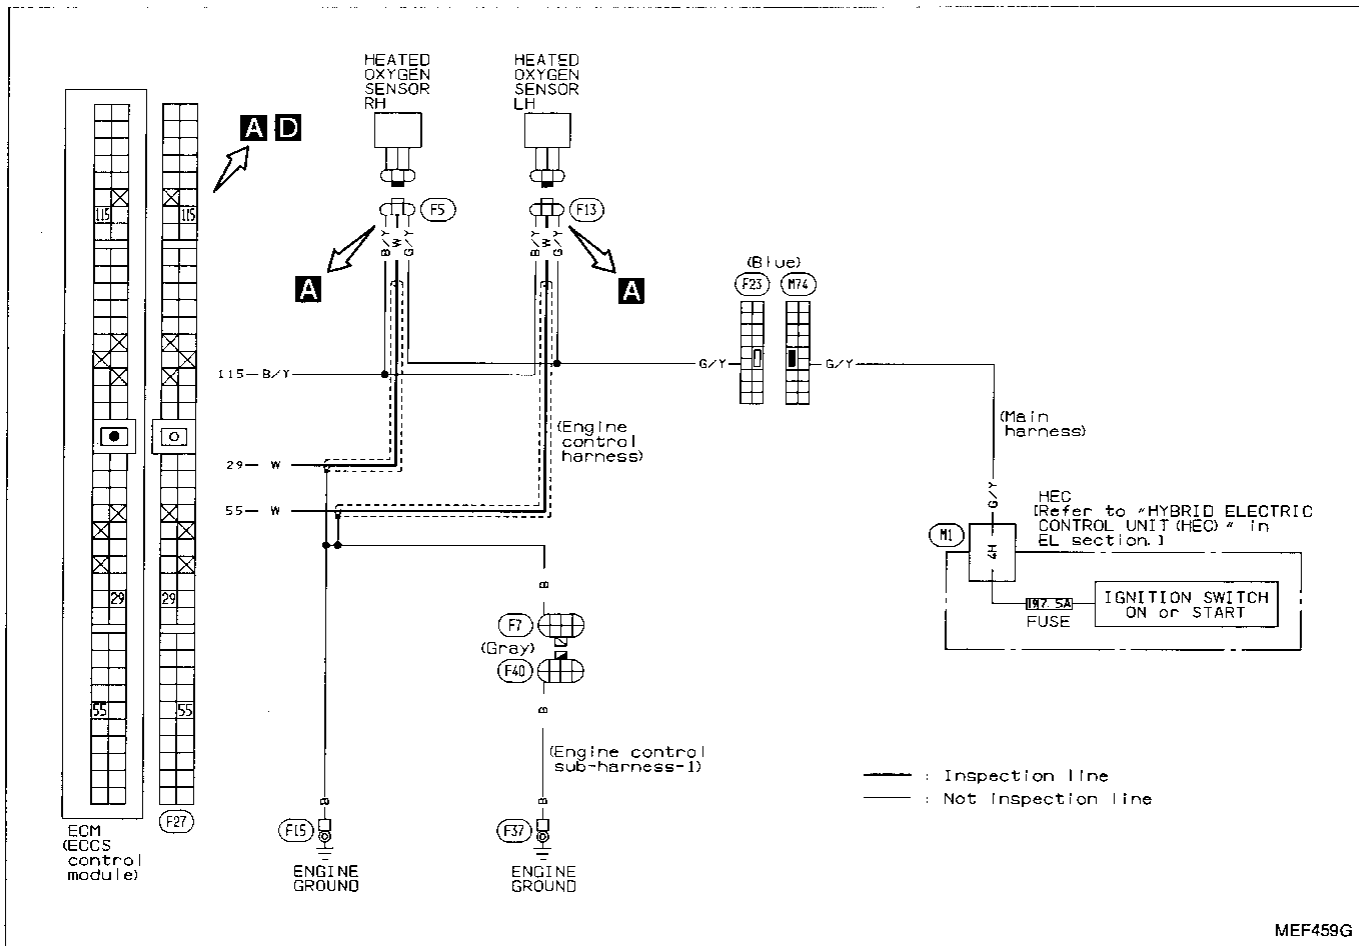 HEATED
OXYGEN
SENSOR
RH
HEATED
OXYGEN
SENSOR
LH
A D
115
115
F5
F13
B/Y
W
G/Y
B/Y
W
G/Y
A
A
(Blue)
F23
M74
115 B/Y
G/Y
G/Y
(Engine
control
harness)
(Main
harness)
29 W
55 W
G/Y
HEC
[Refer to "HYBRID ELECTRIC
CONTROL UNIT(HEC)" in
EL section.]
M1
4H
B
29
29
F7
(Gray)
F40
7.5A
FUSE
IGNITION SWITCH
ON or START
55
55
B
(Engine control
sub-harness-1)
: Inspection line
: Not inspection line
B
B
F27
F15
F37
ECM
(ECCS
control
module)
ENGINE
GROUND
ENGINE
GROUND
MEF459G